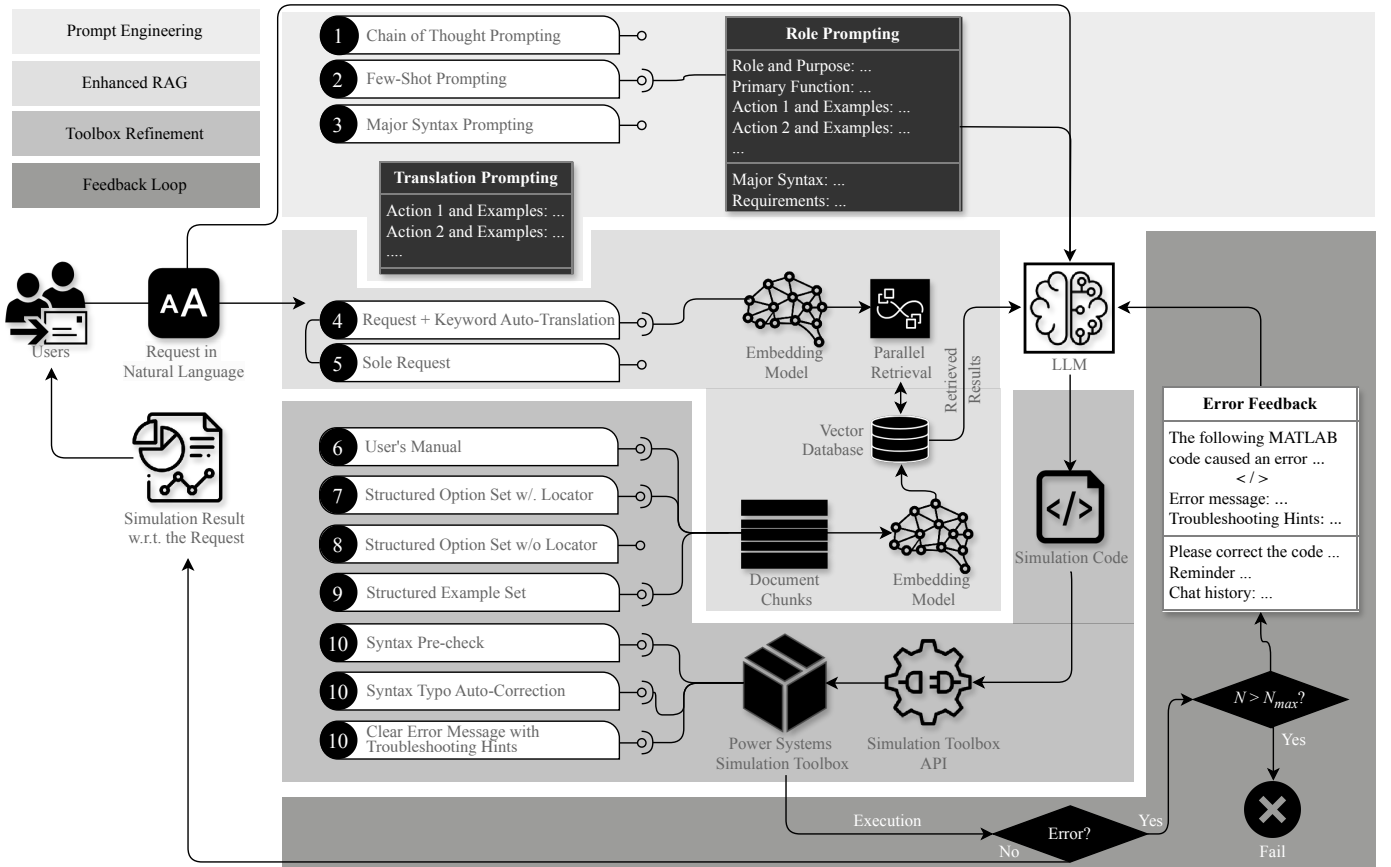 Prompt Engineering
Enhanced RAG
Toolbox Refinement
Feedback Loop
1 Chain of Thought Prompting
2 Few-Shot Prompting
3 Major Syntax Prompting
Role Prompting
Role and Purpose: ...
Primary Function: ...
Action 1 and Examples: ...
Action 2 and Examples: ...
...
Major Syntax: ...
Requirements: ...
Translation Prompting
Action 1 and Examples: ...
Action 2 and Examples: ...
....
Users
AA
Request in
Natural Language
4 Request + Keyword Auto-Translation
5 Sole Request
Embedding
Model
Parallel
Retrieval
Retrieved
Results
LLM
Vector
Database
6 User's Manual
7 Structured Option Set w/. Locator
8 Structured Option Set w/o Locator
9 Structured Example Set
Document
Chunks
Embedding
Model
</>
Simulation Code
Simulation Result
w.r.t. the Request
10 Syntax Pre-check
10 Syntax Typo Auto-Correction
10 Clear Error Message with
Troubleshooting Hints
Power Systems
Simulation Toolbox
Simulation Toolbox
API
Error Feedback
The following MATLAB
code caused an error ...
< / >
Error message: ...
Troubleshooting Hints: ...
Please correct the code ...
Reminder ...
Chat history: ...
N > Nmax?
Yes
Fail
Execution
Error?
Yes
No